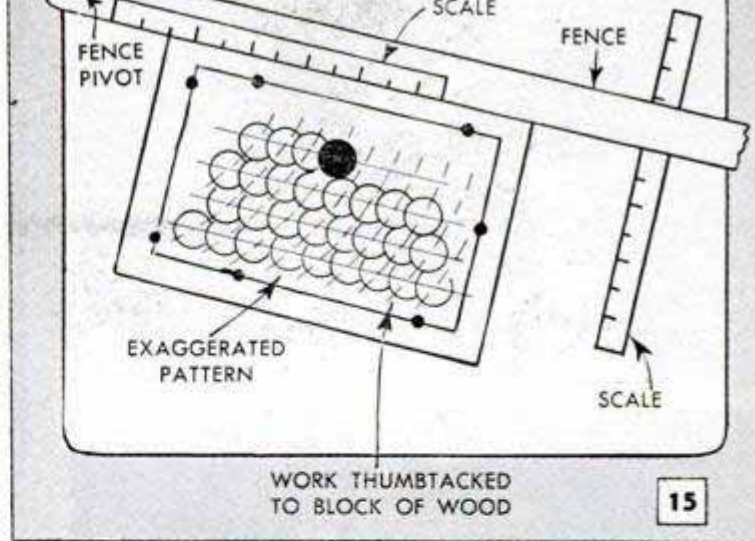 SCALE
FENCE
PIVOT
FENCE
EXAGGERATED
PATTERN
SCALE
WORK THUMBTACKED
TO BLOCK OF WOOD
15